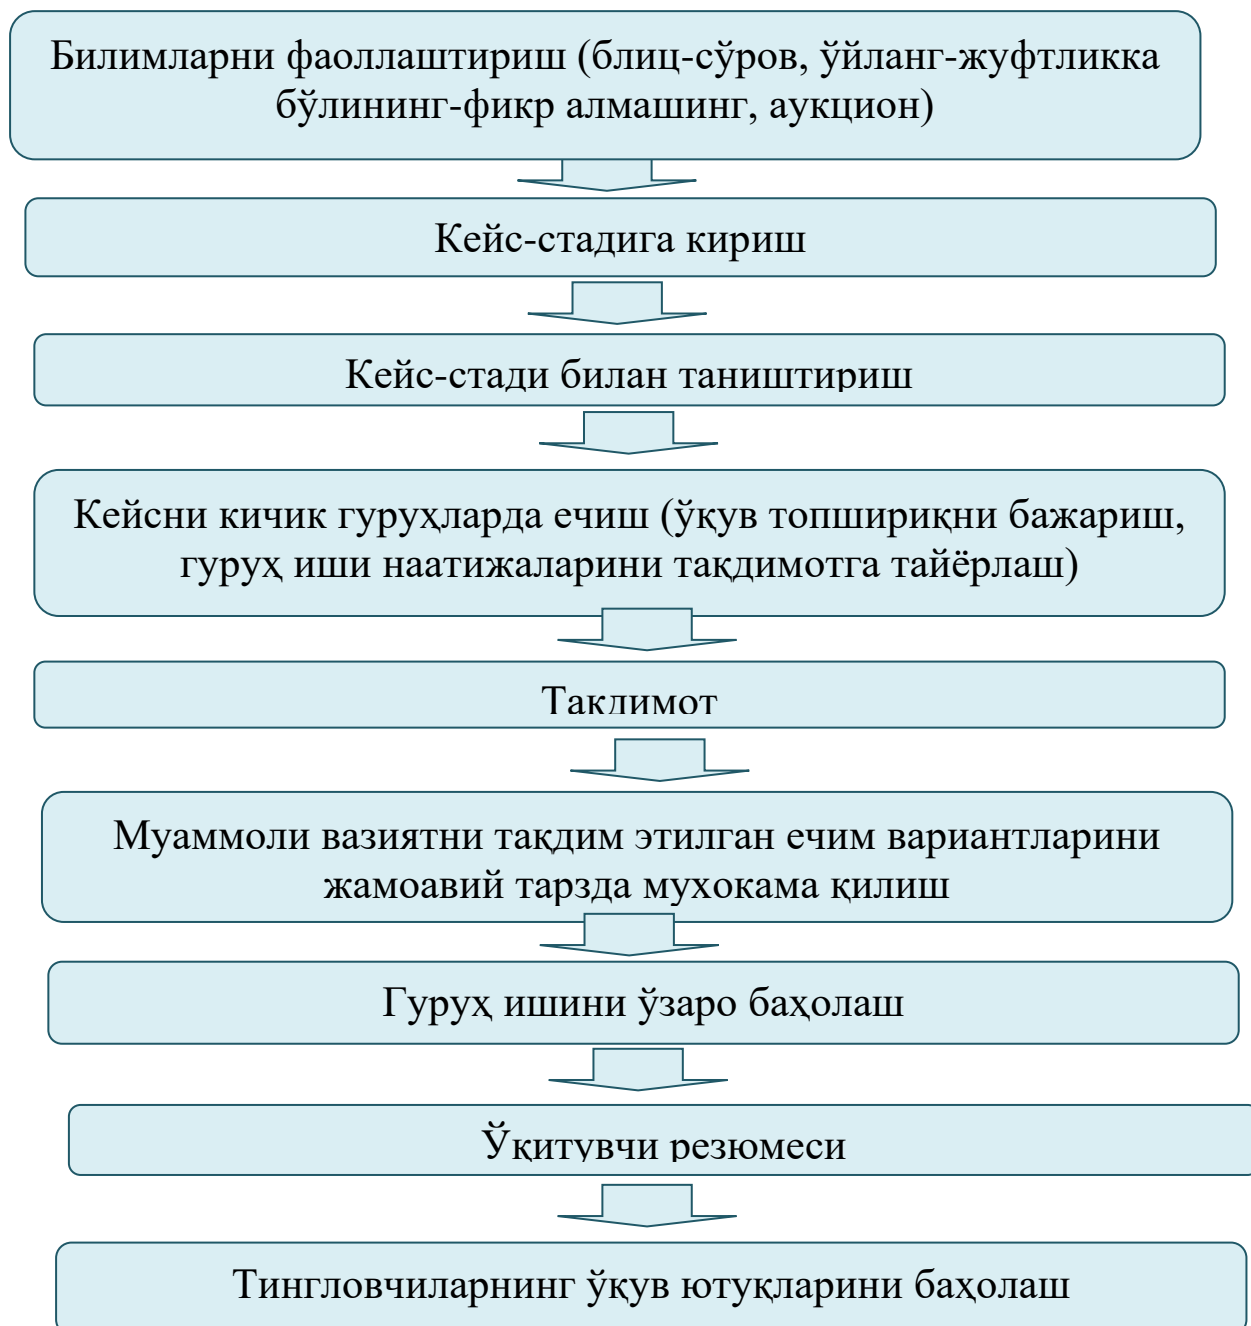 Билимларни фаоллаштириш (блиц-сўров, ўйланг-жуфтликка
бўлининг-фикр алмашинг, аукцион)
Кейс-стадига кириш
Кейс-стади билан таништириш
Кейсни кичик гуруҳларда ечиш (ўқув топшириқни бажариш,
гуруҳ иши наатижаларини тақдимотга тайёрлаш)
Тақдимот
Муаммоли вазиятни тақдим этилган ечим вариантларини
жамоавий тарзда мухокама қилиш
Гуруҳ ишини ўзаро баҳолаш
Ўқитувчи резюмеси
Тингловчиларнинг ўқув ютуқларини баҳолаш